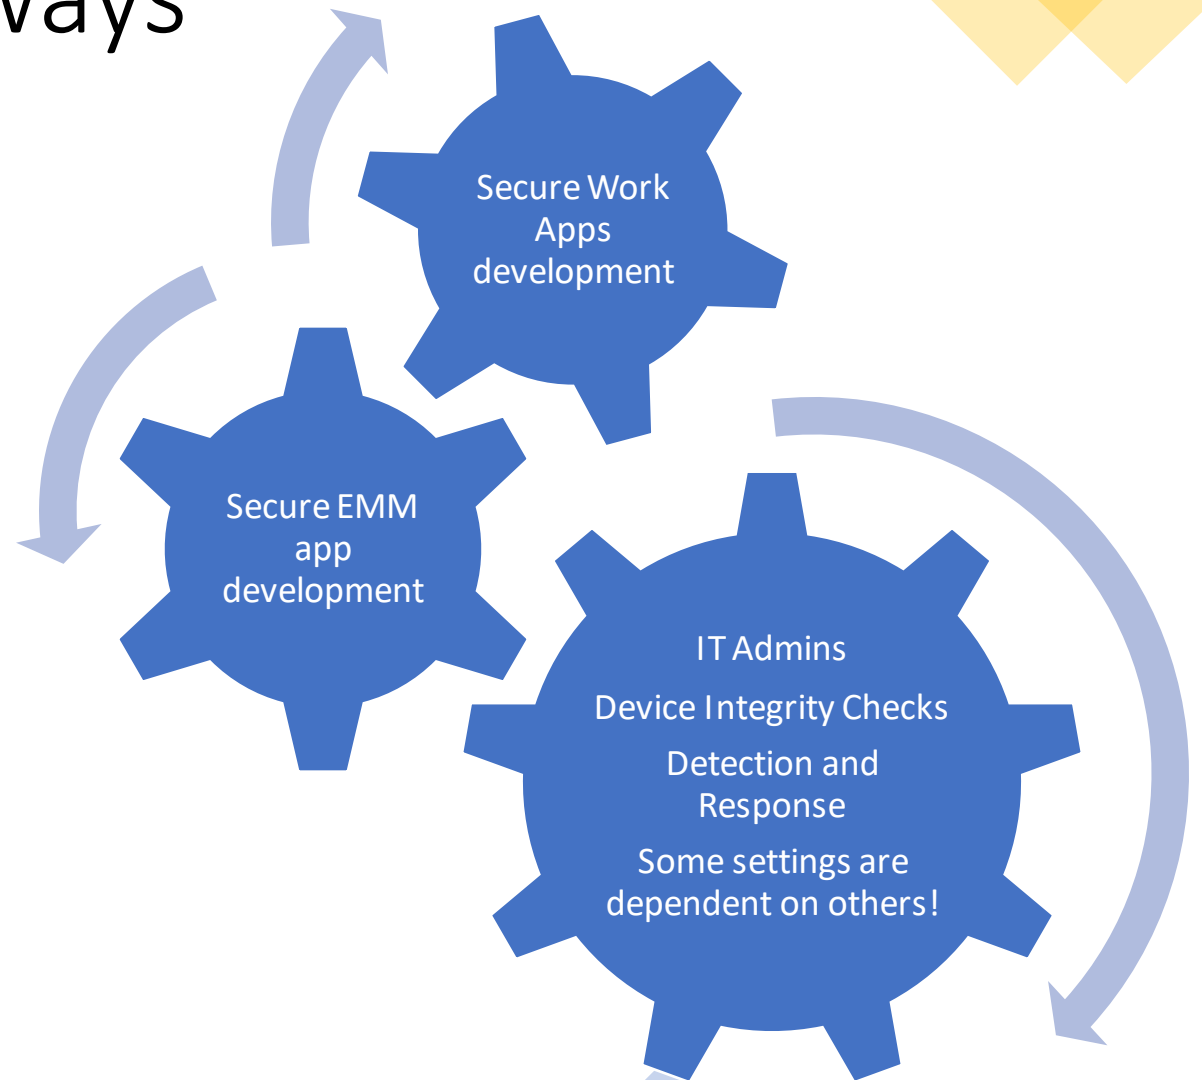 ways
Secure Work
Apps
development
Secure EMM
app
development
IT Admins
Device Integrity Checks
Detection and
Response
Some settings are
dependent on others!